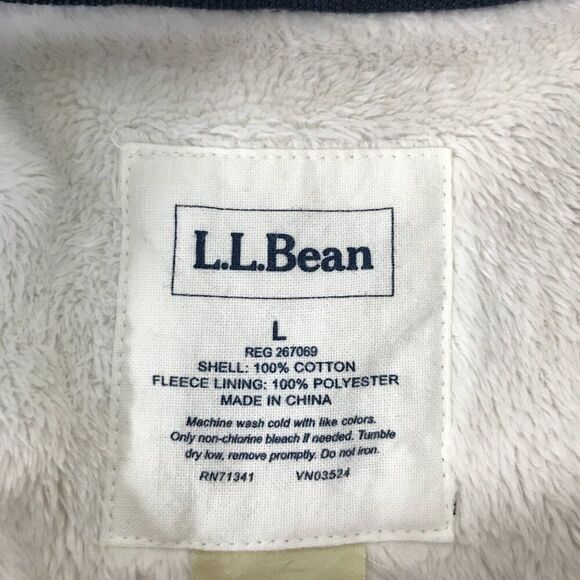 L.L.Bean
L
REG 267069
SHELL: 100% COTTON
FLEECE LINING: 100% POLYESTER
MADE IN CHINA
Machine wash cold with like colors.
Only non-chlorine bleach if needed. Tumble
dry low, remove promptly. Do not iron.
RN71341 VN03524